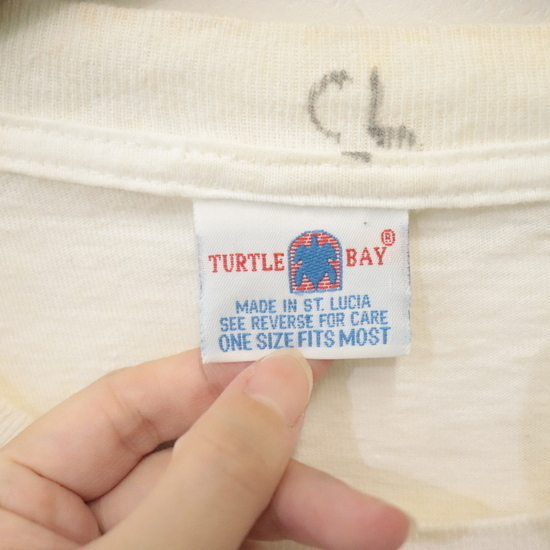 TURTLE BAY®
MADE IN ST. LUCIA
SEE REVERSE FOR CARE
ONE SIZE FITS MOST